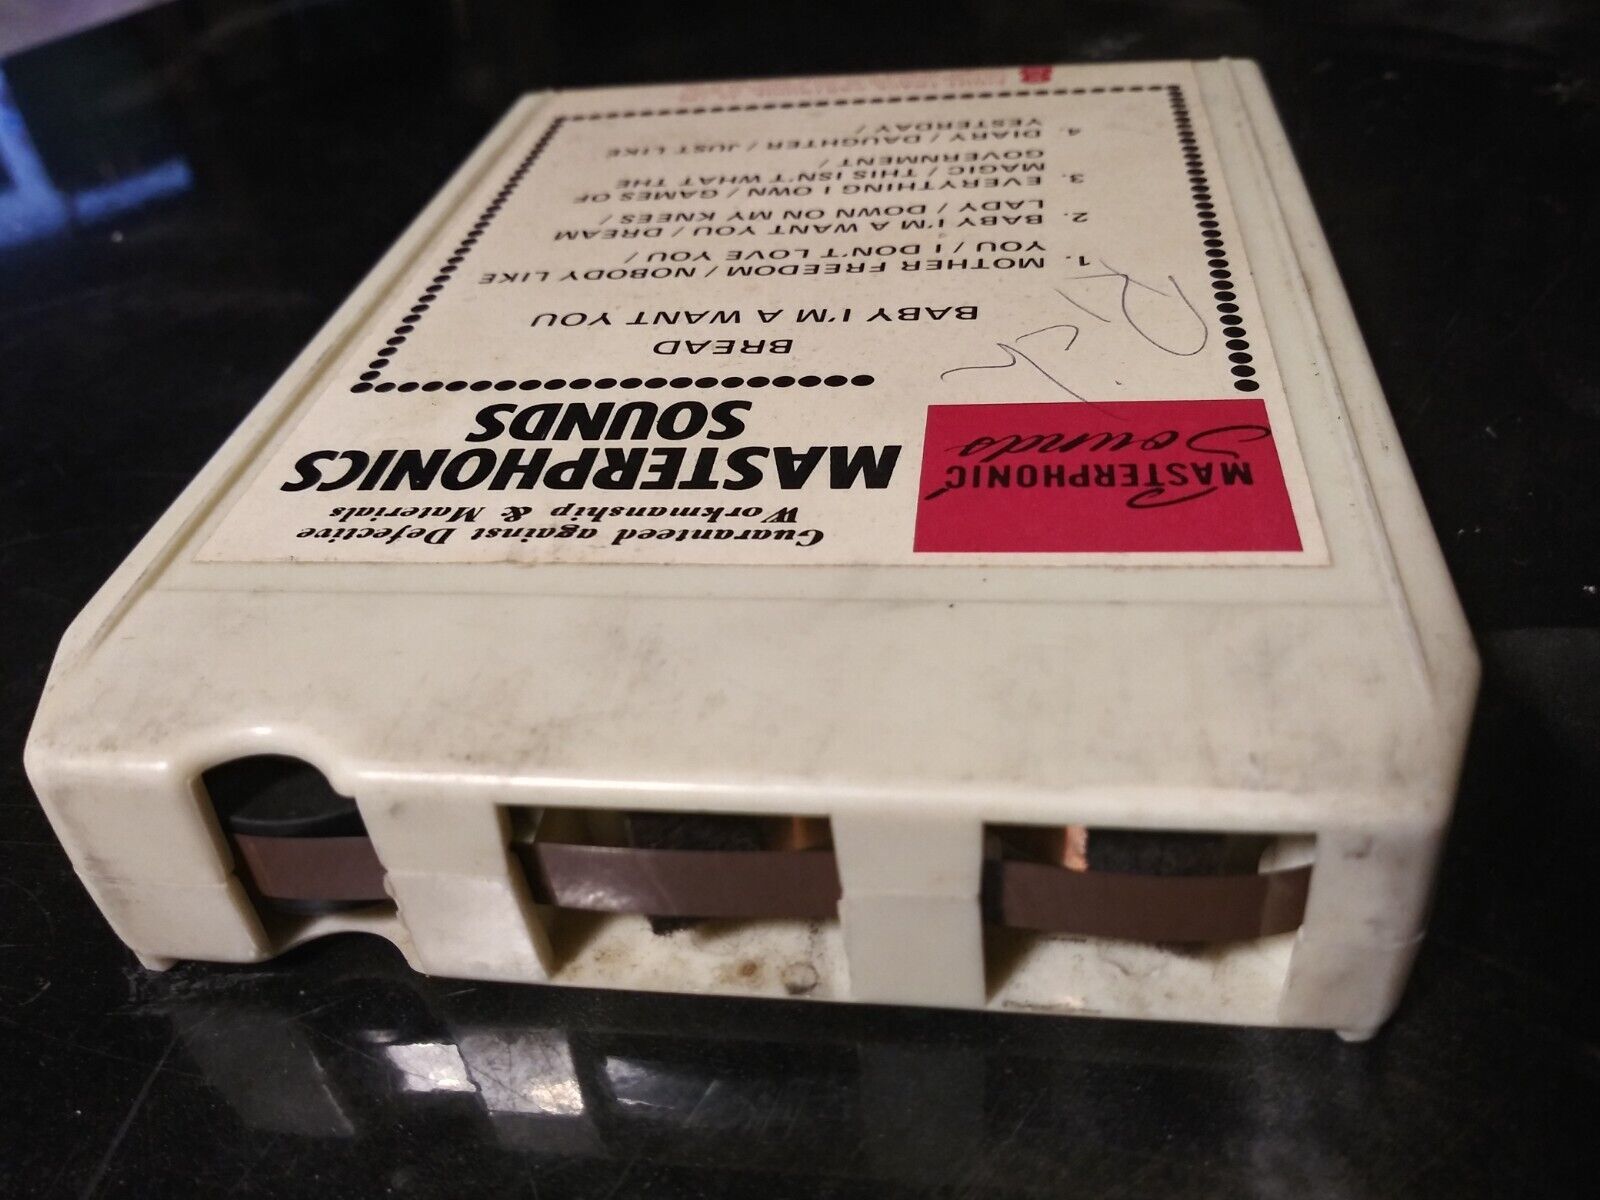 Guaranteed against Defective
Workmanship & Materials
MASTERPHONIC
Sounds
MASTERPHONICS
SOUNDS
BREAD
BABY I'M A WANT YOU
Rich
1. MOTHER FREEDOM / NOBODY LIKE
YOU / I DON'T LOVE YOU /
2. BABY I'M A WANT YOU / DREAM
LADY / DOWN ON MY KNEES /
3. EVERYTHING I OWN / GAMES OF
MAGIC / THIS ISN'T WHAT THE
GOVERNMENT /
4. DIARY / DAUGHTER / JUST LIKE
YESTERDAY /